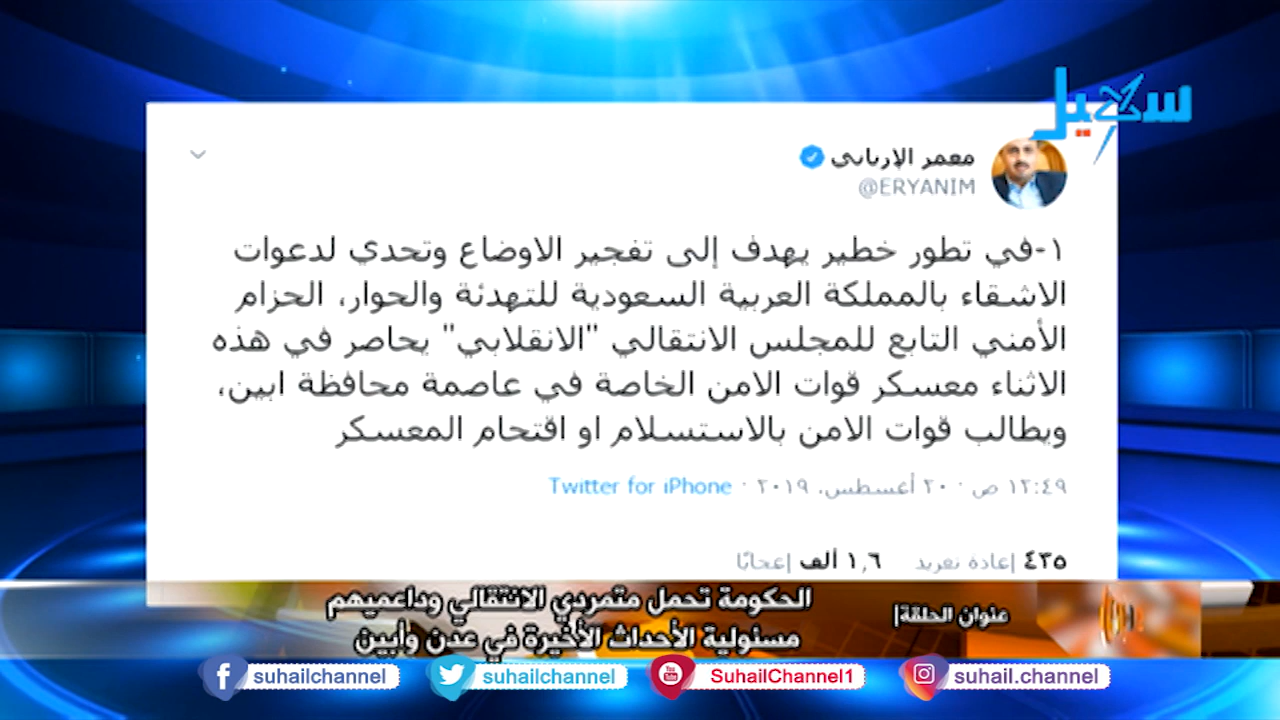 سهيل
معمر الإرياني
@ERYANIM
١-في تطور خطير يهدف إلى تفجير الاوضاع وتحدي لدعوات
الاشقاء بالمملكة العربية السعودية للتهدئة والحوار، الحزام
الأمني التابع للمجلس الانتقالي "الانقلابي" يحاصر في هذه
الاثناء معسكر قوات الامن الخاصة في عاصمة محافظة ابين،
ويطالب قوات الامن بالاستسلام او اقتحام المعسكر
١٢:٤٩ ص · ٢٠ أغسطس، ٢٠١٩ · Twitter for iPhone
٤٣٥ إعادة تغريد ١,٦ ألف إعجابًا
عنوان الحلقة|
الحكومة تحمل متمردي الانتقالي وداعميهم
مسئولية الأحداث الأخيرة في عدن وأبين
suhailchannel
suhailchannel
SuhailChannel1
suhail.channel